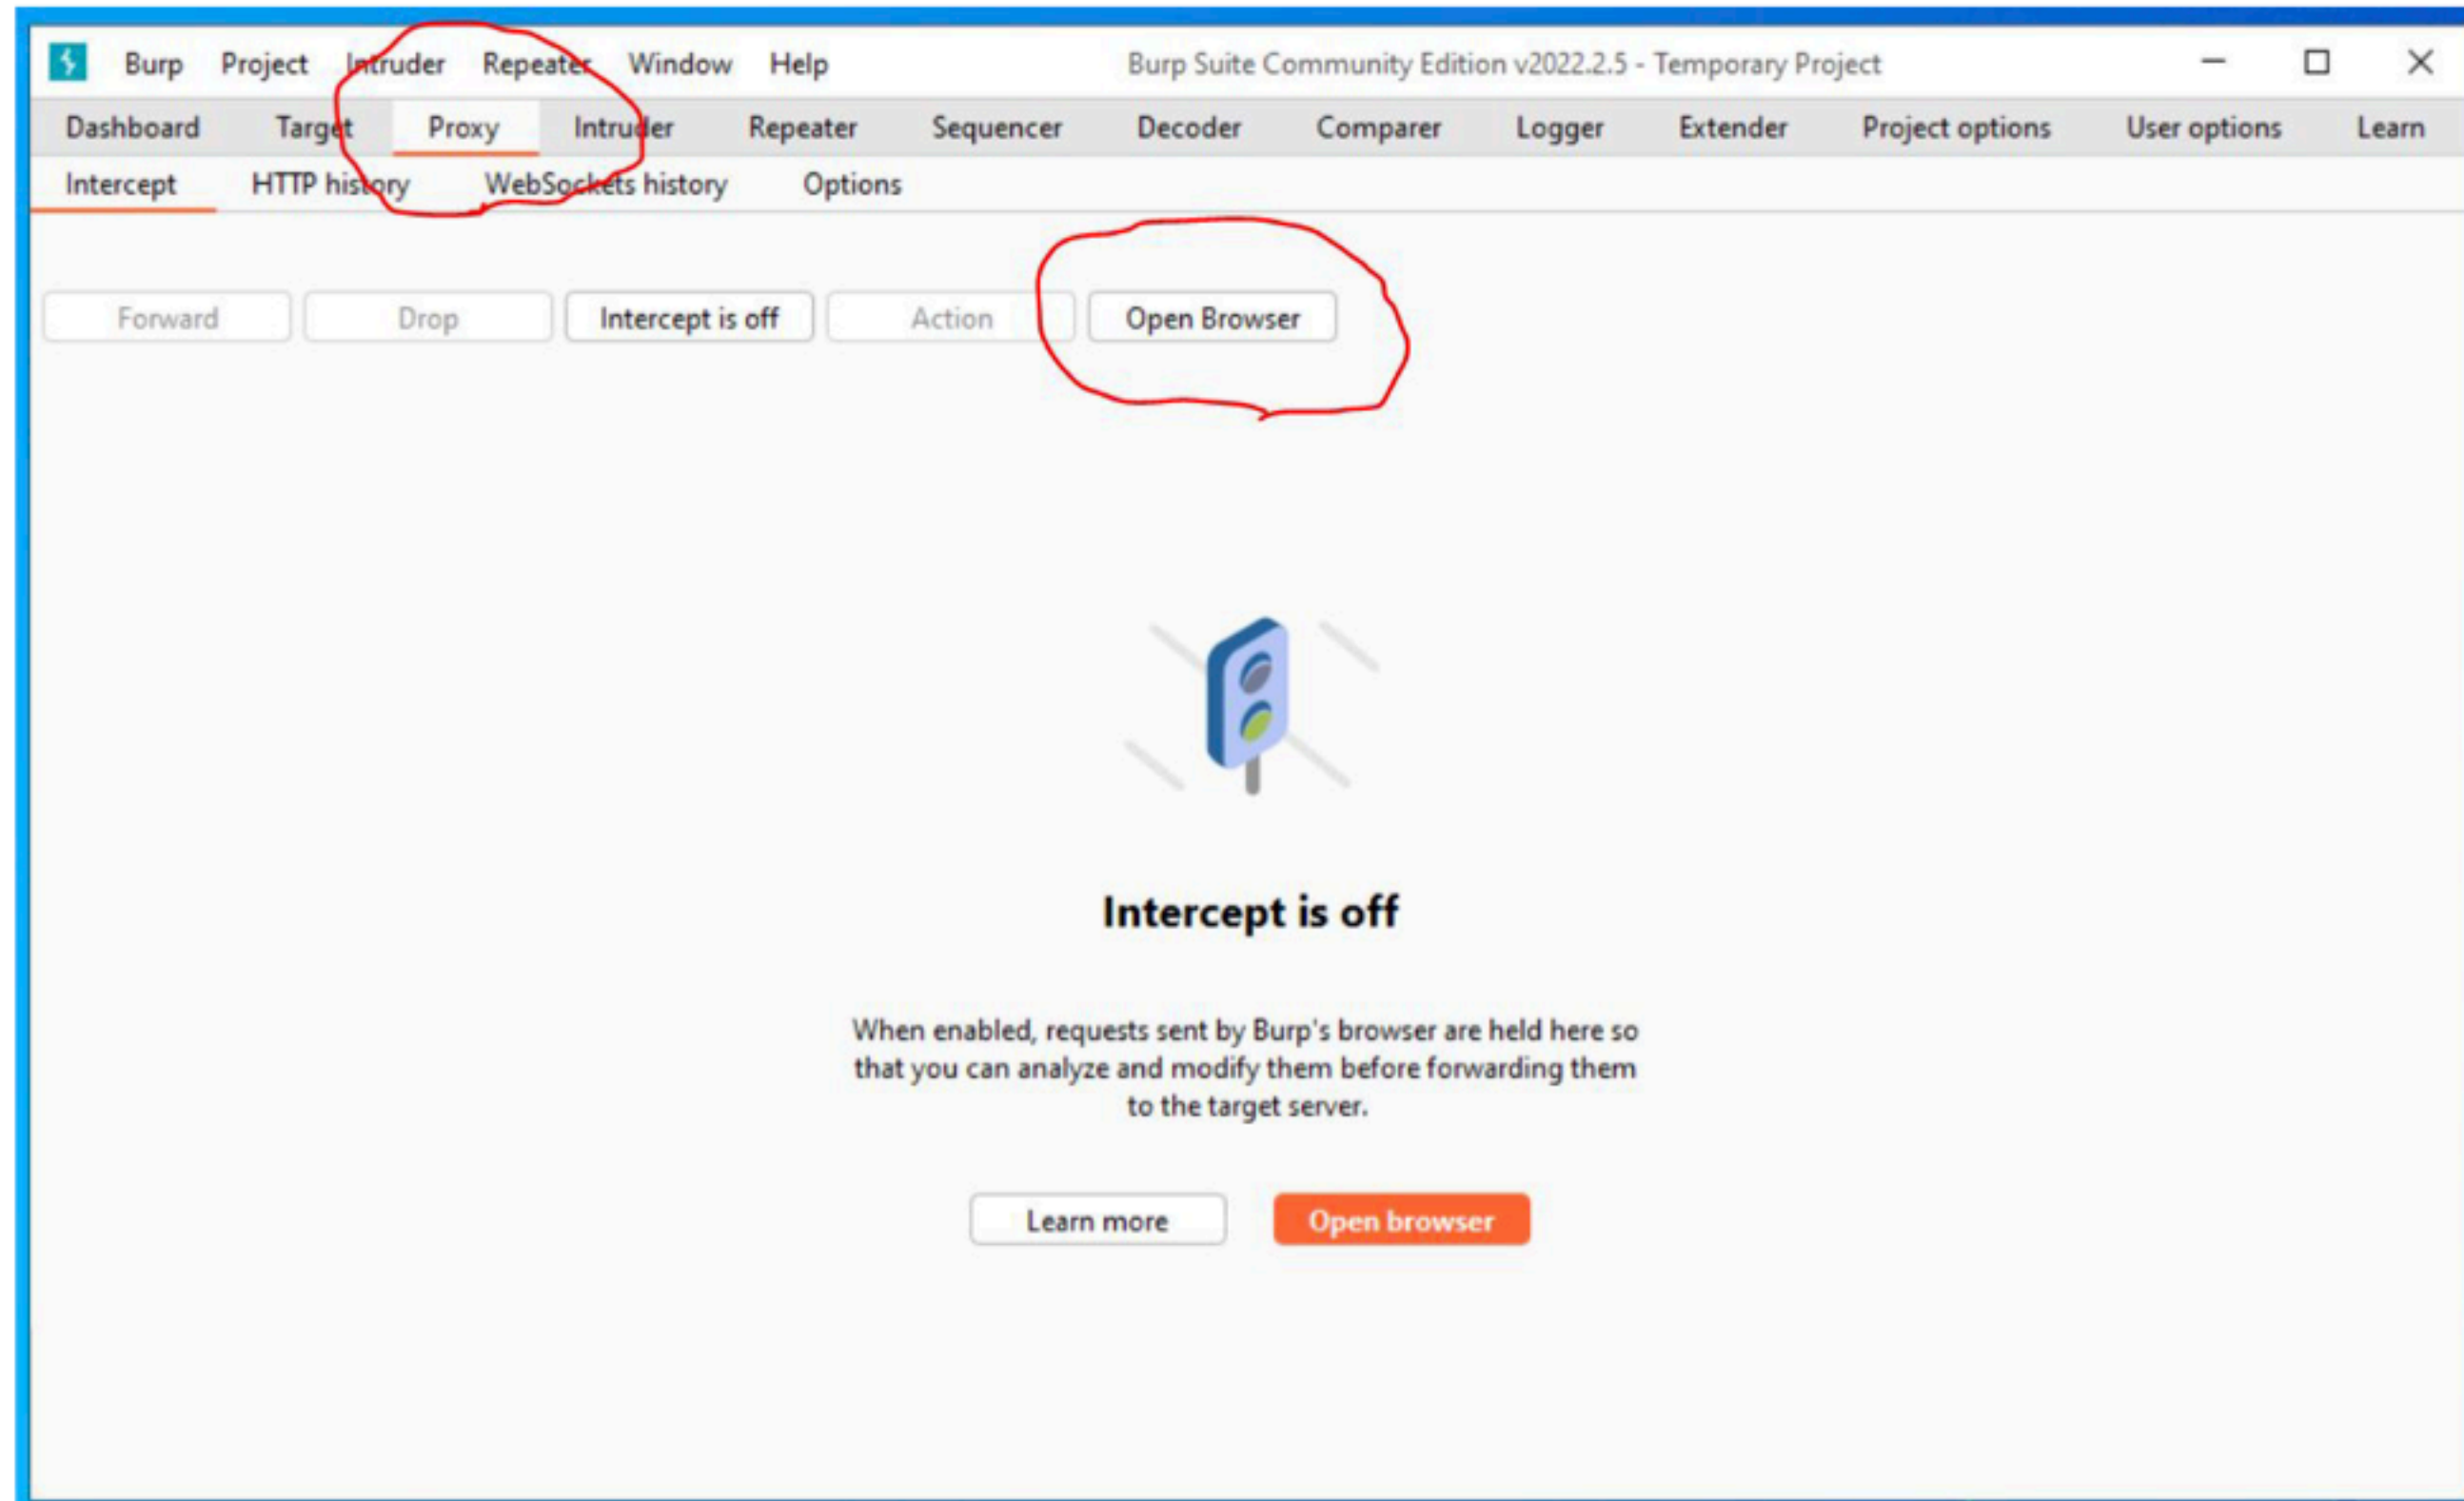 Burp Project Intruder Repeater Window Help Burp Suite Community Edition v2022.2.5 - Temporary Project
Dashboard Target Proxy Intruder Repeater Sequencer Decoder Comparer Logger Extender Project options User options Learn
Intercept HTTP history WebSockets history Options
Forward Drop Intercept is off Action Open Browser
Intercept is off
When enabled, requests sent by Burp's browser are held here so
that you can analyze and modify them before forwarding them
to the target server.
Learn more Open browser